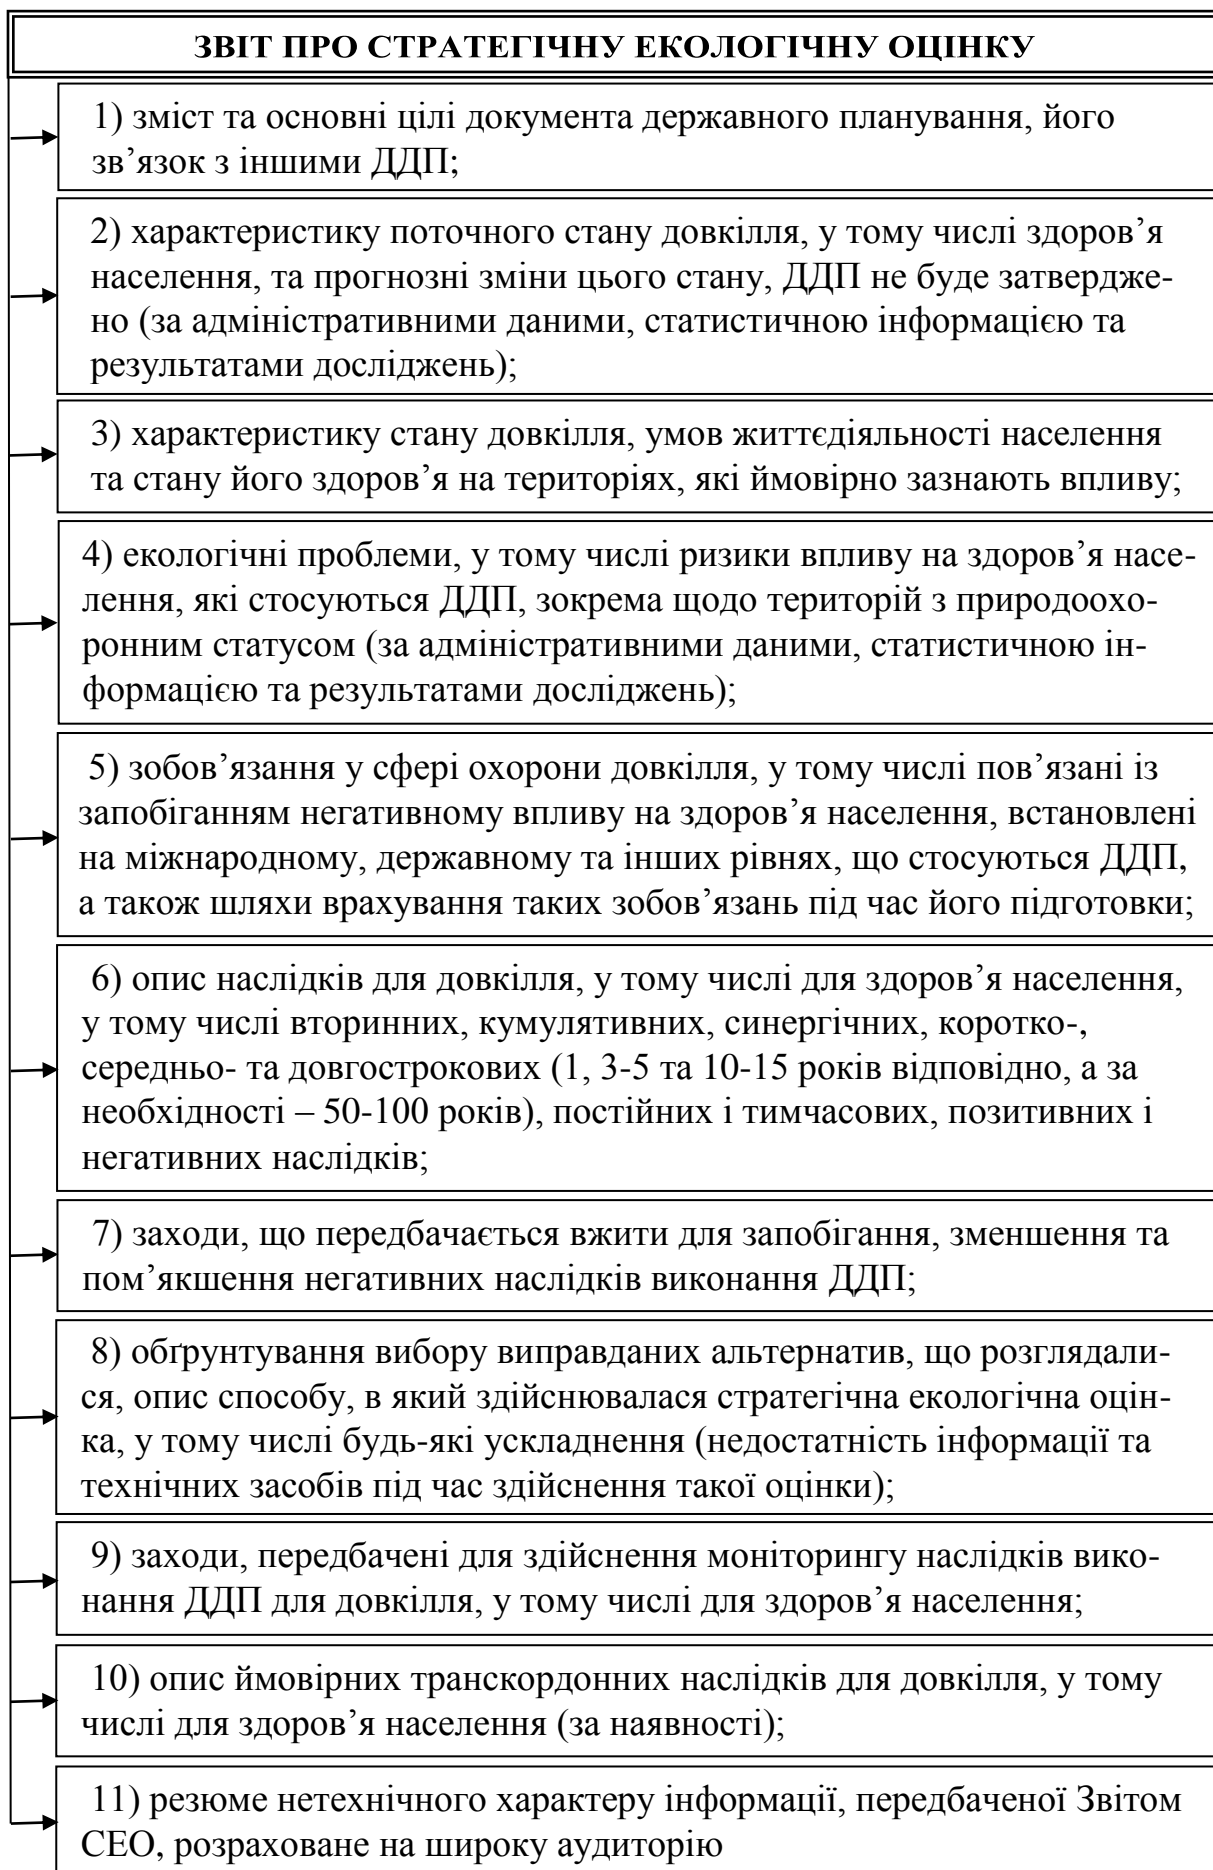 ЗВІТ ПРО СТРАТЕГІЧНУ ЕКОЛОГІЧНУ ОЦІНКУ
1) зміст та основні цілі документа державного планування, його
зв’язок з іншими ДДП;
2) характеристику поточного стану довкілля, у тому числі здоров’я
населення, та прогнозні зміни цього стану, ДДП не буде затвердже-
но (за адміністративними даними, статистичною інформацією та
результатами досліджень);
3) характеристику стану довкілля, умов життєдіяльності населення
та стану його здоров’я на територіях, які ймовірно зазнають впливу;
4) екологічні проблеми, у тому числі ризики впливу на здоров’я насе-
лення, які стосуються ДДП, зокрема щодо територій з природоохо-
ронним статусом (за адміністративними даними, статистичною ін-
формацією та результатами досліджень);
5) зобов’язання у сфері охорони довкілля, у тому числі пов’язані із
запобіганням негативному впливу на здоров’я населення, встановлені
на міжнародному, державному та інших рівнях, що стосуються ДДП,
а також шляхи врахування таких зобов’язань під час його підготовки;
6) опис наслідків для довкілля, у тому числі для здоров’я населення,
у тому числі вторинних, кумулятивних, синергічних, коротко-,
середньо- та довгострокових (1, 3-5 та 10-15 років відповідно, а за
необхідності – 50-100 років), постійних і тимчасових, позитивних і
негативних наслідків;
7) заходи, що передбачається вжити для запобігання, зменшення та
пом’якшення негативних наслідків виконання ДДП;
8) обґрунтування вибору виправданих альтернатив, що розгляда­ли-
ся, опис способу, в який здійснювалася стратегічна екологічна оцін-
ка, у тому числі будь-які ускладнення (недостатність інформації та
технічних засобів під час здійснення такої оцінки);
9) заходи, передбачені для здійснення моніторингу наслідків вико-
нання ДДП для довкілля, у тому числі для здоров’я населення;
10) опис ймовірних транскордонних наслідків для довкілля, у тому
числі для здоров’я населення (за наявності);
11) резюме нетехнічного характеру інформації, передбаченої Звітом
СЕО, розраховане на широку аудиторію